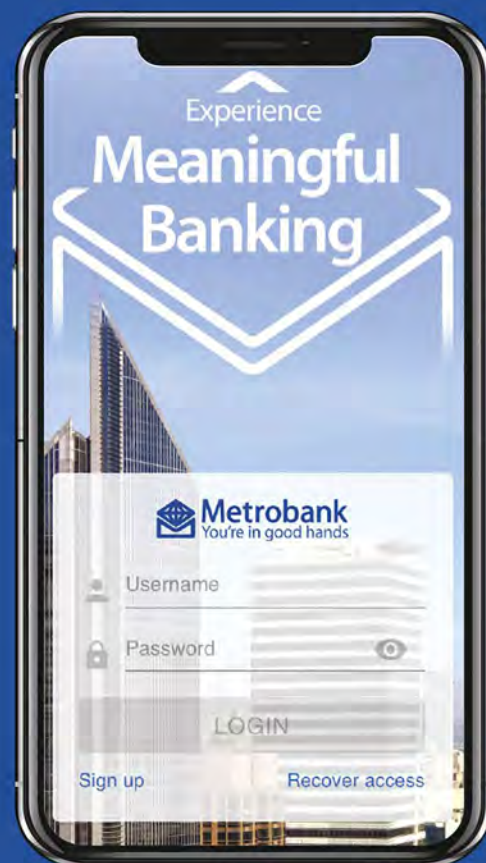 Experience
Meaningful
Banking
Metrobank
You're in good hands
Username
Password
LOGIN
Sign up
Recover access